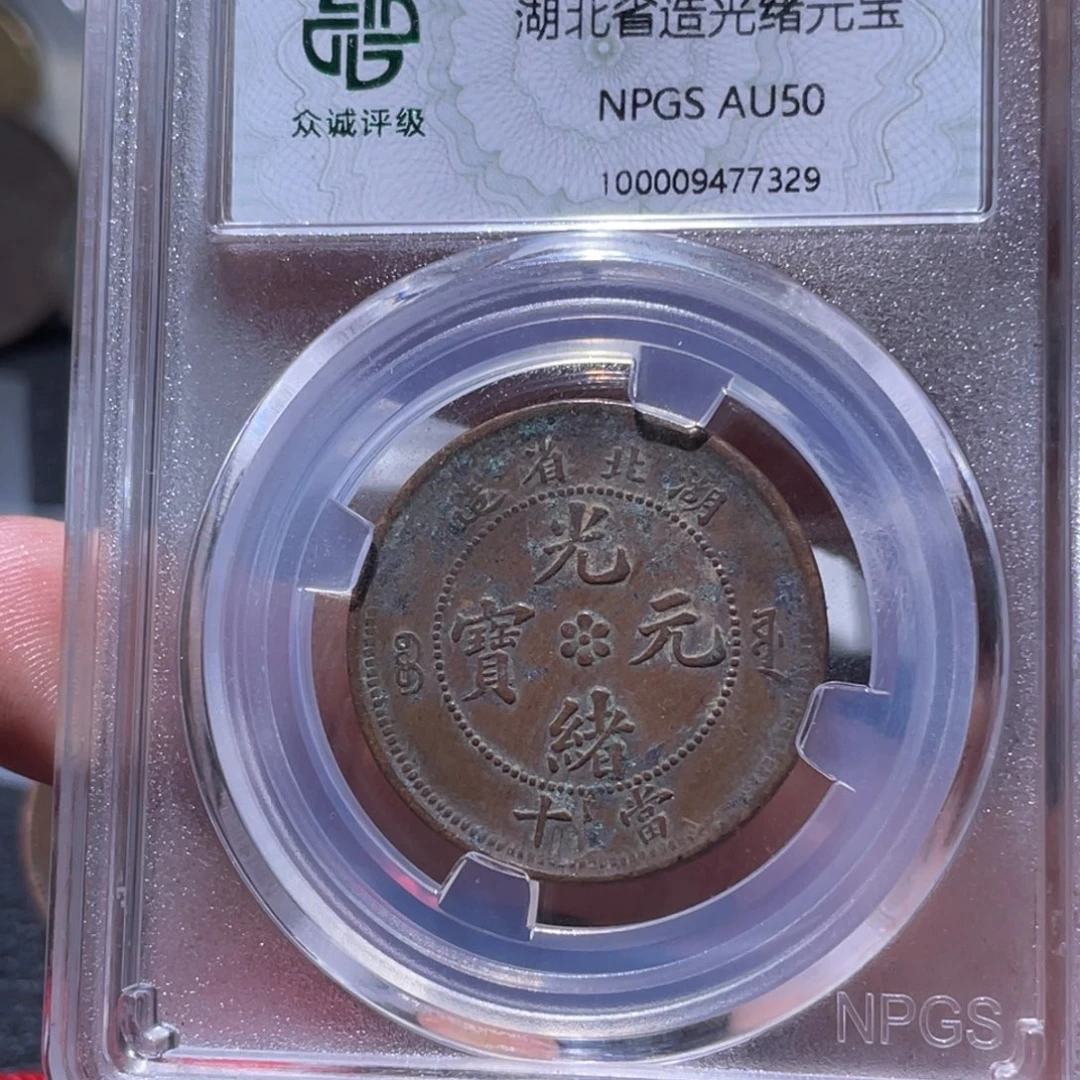 湖北省造光绪元宝
众诚评级
NPGS AU50
100009477329
湖北省造
光緒元寶
當十
NPGS